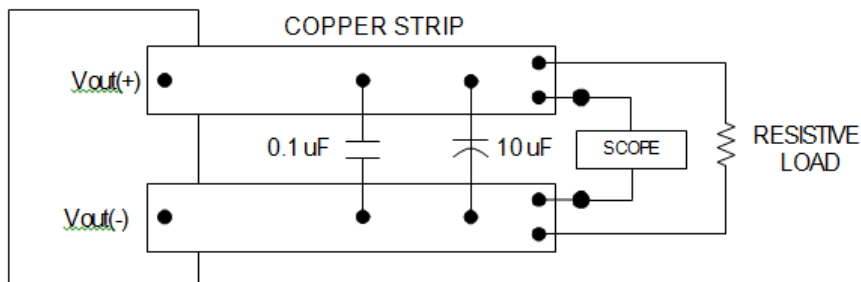 COPPER STRIP
Vout(+)
0.1 uF
10 uF
SCOPE
RESISTIVE
LOAD
Vout(-)